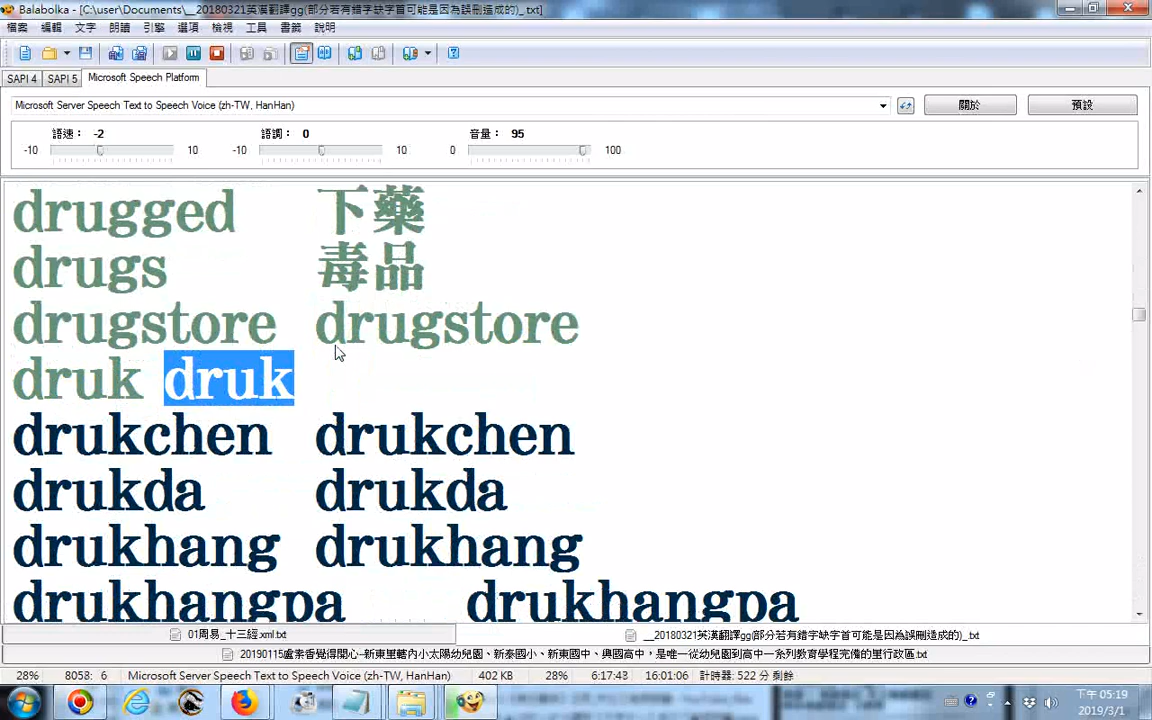 Balabolka - [C:\user\Documents\__20180321英漢翻譯gg(部分若有錯字缺字首可能是因為誤刪造成的)_.txt]
檔案 編輯 文字 朗讀 引擎 選項 檢視 工具 書籤 說明
SAPI 4 SAPI 5 Microsoft Speech Platform
Microsoft Server Speech Text to Speech Voice (zh-TW, HanHan) 關於 預設
語速： -2 語調： 0 音量： 95
-10 10 -10 10 0 100
drugged 下藥
drugs 毒品
drugstore drugstore
druk druk
drukchen drukchen
drukda drukda
drukhang drukhang
drukhangpa drukhangpa
01周易_十三經.xml.txt __20180321英漢翻譯gg(部分若有錯字缺字首可能是因為誤刪造成的)_.txt
20190115盧素香覺得開心-新東里轄內小太陽幼兒園、新泰國小、新東國中、興國高中，是唯一從幼兒園到高中一系列教育學程完備的里行政區.txt
28% 8058: 6 Microsoft Server Speech Text to Speech Voice (zh-TW, HanHan) 402 KB 28% 6:17:43 16:01:06 計時器: 522 分 剩餘
下午 05:19
2019/3/1